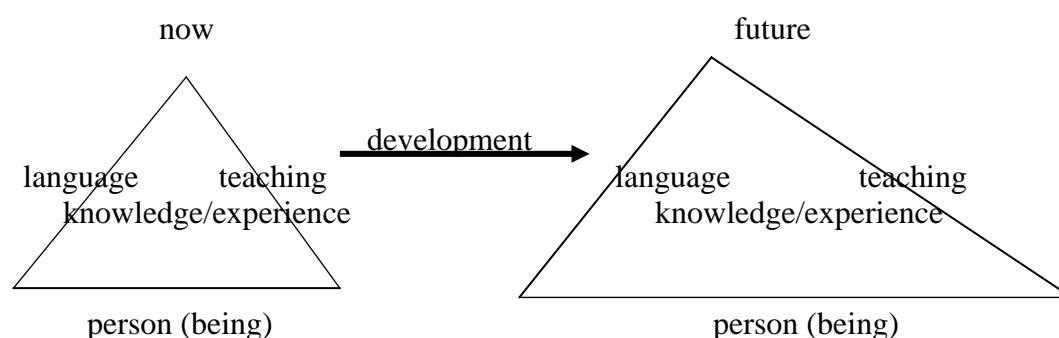 now future
development
language teaching language teaching
knowledge/experience knowledge/experience
person (being) person (being)